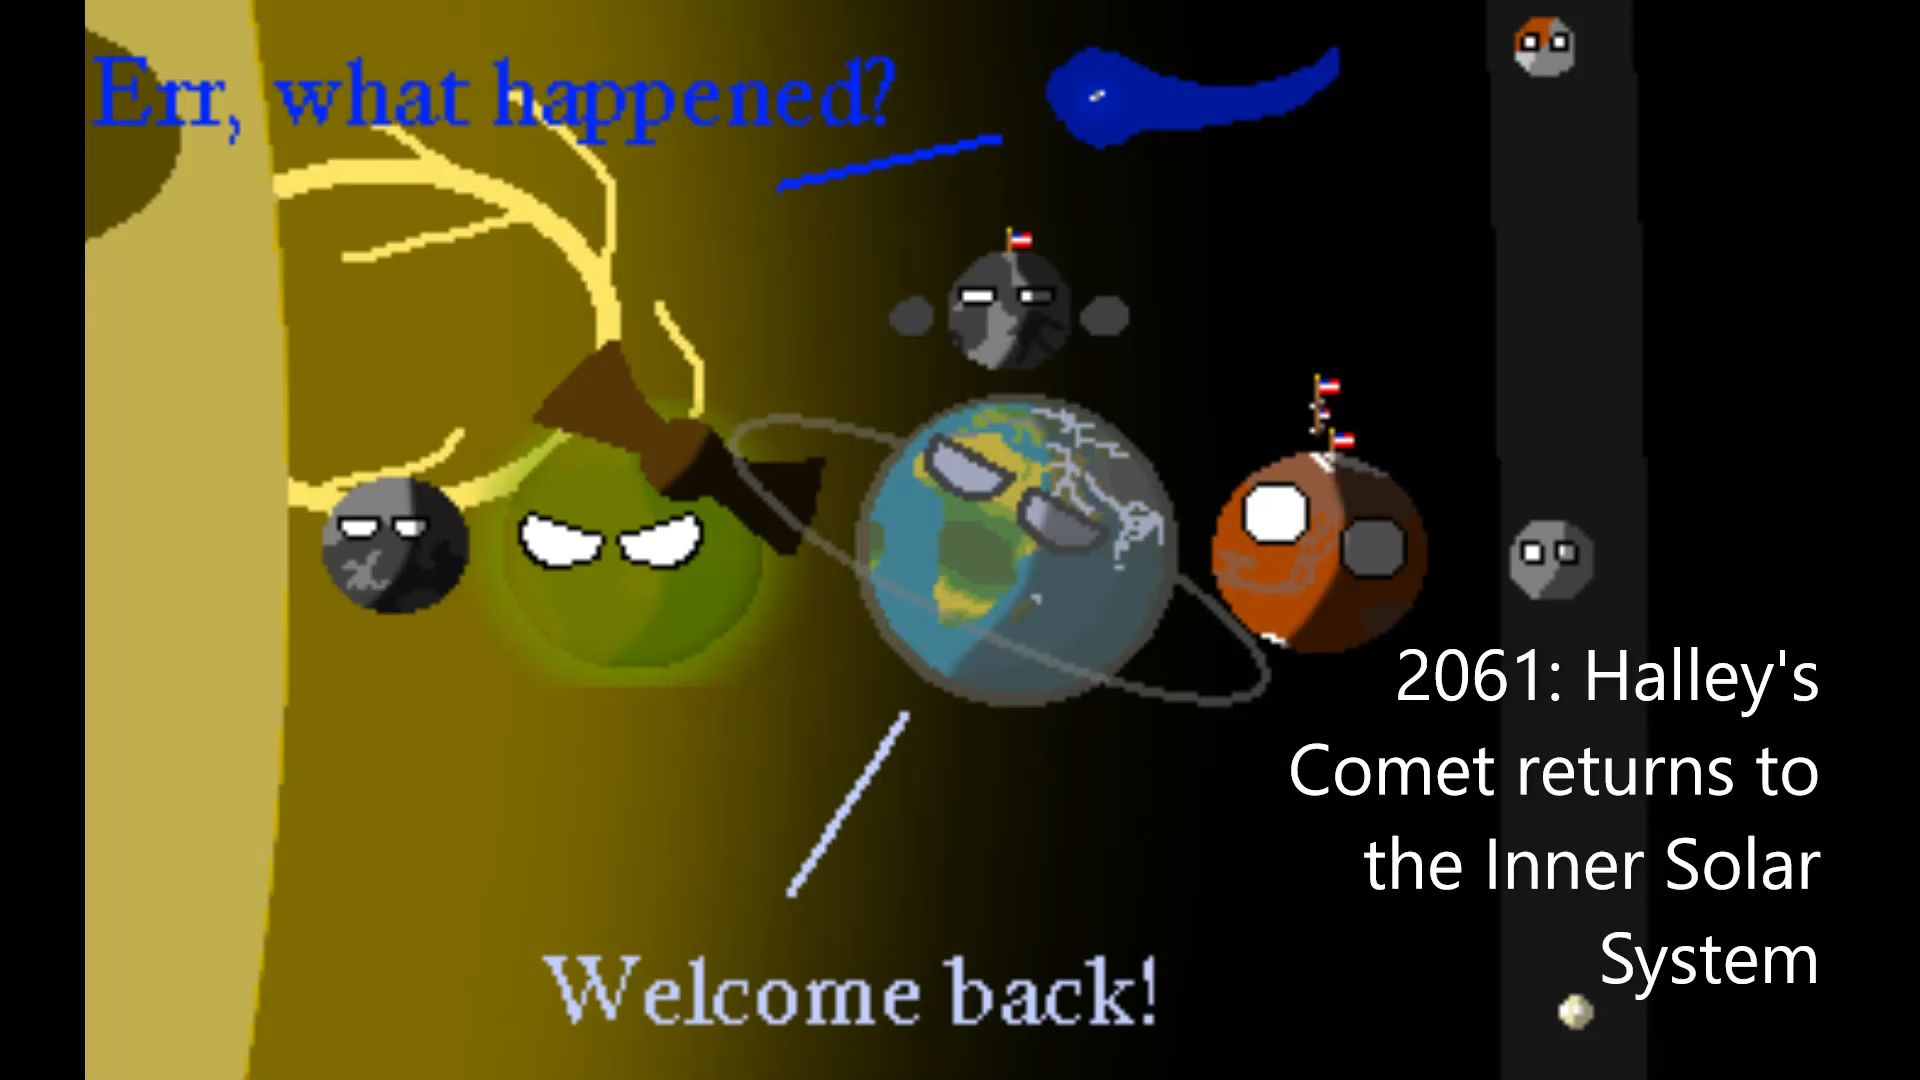 Err, what happened?
2061: Halley's
Comet returns to
the Inner Solar
System
Welcome back!